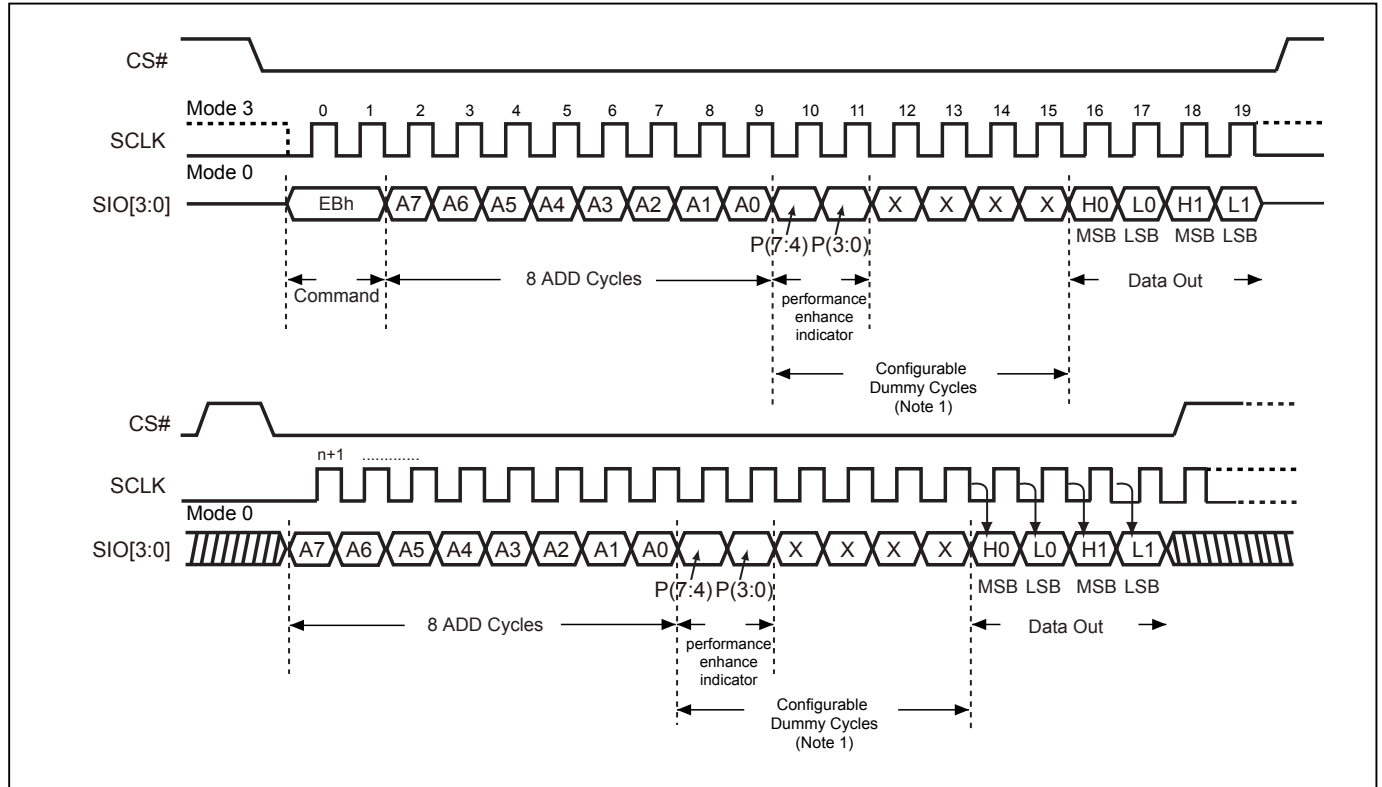 CS#
Mode 3
0 1 2 3 4 5 6 7 8 9 10 11 12 13 14 15 16 17 18 19
SCLK
Mode 0
SIO[3:0] EBh A7 A6 A5 A4 A3 A2 A1 A0 X X X X H0 L0 H1 L1
P(7:4) P(3:0) MSB LSB MSB LSB
Command 8 ADD Cycles performance Data Out
enhance
indicator
Configurable
Dummy Cycles
(Note 1)
CS#
n+1 .............
SCLK
Mode 0
SIO[3:0] A7 A6 A5 A4 A3 A2 A1 A0 X X X X H0 L0 H1 L1
P(7:4) P(3:0) MSB LSB MSB LSB
8 ADD Cycles performance Data Out
enhance
indicator
Configurable
Dummy Cycles
(Note 1)